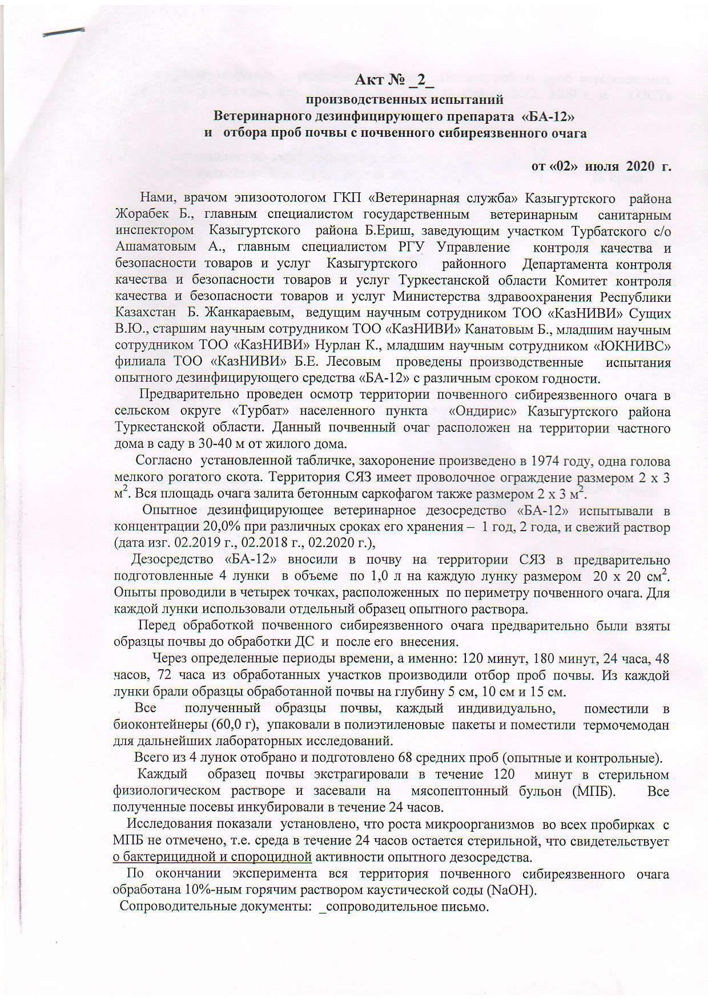 Акт № _2_
производственных испытаний
Ветеринарного дезинфицирующего препарата «БА-12»
и отбора проб почвы с почвенного сибиреязвенного очага
от «02» июля 2020 г.
Нами, врачом эпизоотологом ГКП «Ветеринарная служба» Казыгуртского района
Жорабек Б., главным специалистом государственным ветеринарным санитарным
инспектором Казыгуртского района Б.Ериш, заведующим участком Турбатского с/о
Ашаматовым А., главным специалистом РГУ Управление контроля качества и
безопасности товаров и услуг Казыгуртского районного Департамента контроля
качества и безопасности товаров и услуг Туркестанской области Комитет контроля
качества и безопасности товаров и услуг Министерства здравоохранения Республики
Казахстан Б. Жанкараевым, ведущим научным сотрудником ТОО «КазНИВИ» Сущих
В.Ю., старшим научным сотрудником ТОО «КазНИВИ» Канатовым Б., младшим научным
сотрудником ТОО «КазНИВИ» Нурлан К., младшим научным сотрудником «ЮКНИВС»
филиала ТОО «КазНИВИ» Б.Е. Лесовым проведены производственные испытания
опытного дезинфицирующего средства «БА-12» с различным сроком годности.
Предварительно проведен осмотр территории почвенного сибиреязвенного очага в
сельском округе «Турбат» населенного пункта «Ондирис» Казыгуртского района
Туркестанской области. Данный почвенный очаг расположен на территории частного
дома в саду в 30-40 м от жилого дома.
Согласно установленной табличке, захоронение произведено в 1974 году, одна голова
мелкого рогатого скота. Территория СЯЗ имеет проволочное ограждение размером 2 х 3
м². Вся площадь очага залита бетонным саркофагом также размером 2 х 3 м².
Опытное дезинфицирующее ветеринарное дезосредство «БА-12» испытывали в
концентрации 20,0% при различных сроках его хранения – 1 год, 2 года, и свежий раствор
(дата изг. 02.2019 г., 02.2018 г., 02.2020 г.),
Дезосредство «БА-12» вносили в почву на территории СЯЗ в предварительно
подготовленные 4 лунки в объеме по 1,0 л на каждую лунку размером 20 х 20 см².
Опыты проводили в четырех точках, расположенных по периметру почвенного очага. Для
каждой лунки использовали отдельный образец опытного раствора.
Перед обработкой почвенного сибиреязвенного очага предварительно были взяты
образцы почвы до обработки ДС и после его внесения.
Через определенные периоды времени, а именно: 120 минут, 180 минут, 24 часа, 48
часов, 72 часа из обработанных участков производили отбор проб почвы. Из каждой
лунки брали образцы обработанной почвы на глубину 5 см, 10 см и 15 см.
Все полученный образцы почвы, каждый индивидуально, поместили в
биоконтейнеры (60,0 г), упаковали в полиэтиленовые пакеты и поместили термочемодан
для дальнейших лабораторных исследований.
Всего из 4 лунок отобрано и подготовлено 68 средних проб (опытные и контрольные).
Каждый образец почвы экстрагировали в течение 120 минут в стерильном
физиологическом растворе и засевали на мясопептонный бульон (МПБ). Все
полученные посевы инкубировали в течение 24 часов.
Исследования показали установлено, что роста микроорганизмов во всех пробирках с
МПБ не отмечено, т.е. среда в течение 24 часов остается стерильной, что свидетельствует
о бактерицидной и спороцидной активности опытного дезосредства.
По окончании эксперимента вся территория почвенного сибиреязвенного очага
обработана 10%-ным горячим раствором каустической соды (NaOH).
Сопроводительные документы: _сопроводительное письмо.